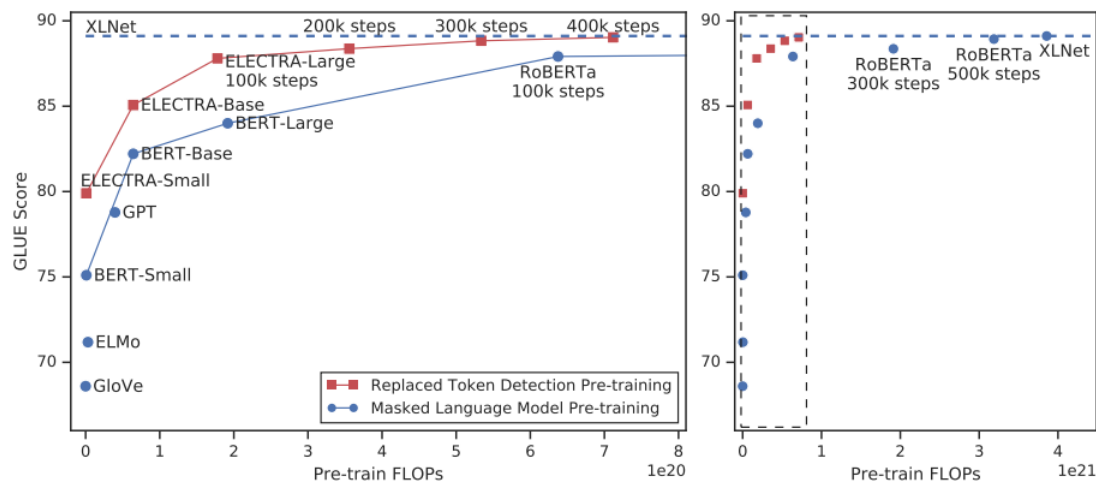 90
XLNet
200k steps
300k steps
400k steps
ELECTRA-Large
100k steps
RoBERTa
100k steps
85
ELECTRA-Base
BERT-Large
BERT-Base
80
ELECTRA-Small
GPT
GLUE Score
75
BERT-Small
ELMo
70
GloVe
Replaced Token Detection Pre-training
Masked Language Model Pre-training
0 1 2 3 4 5 6 7 8
Pre-train FLOPs
1e20
90
RoBERTa
300k steps
RoBERTa
500k steps
XLNet
85
80
75
70
0 1 2 3 4
Pre-train FLOPs
1e21